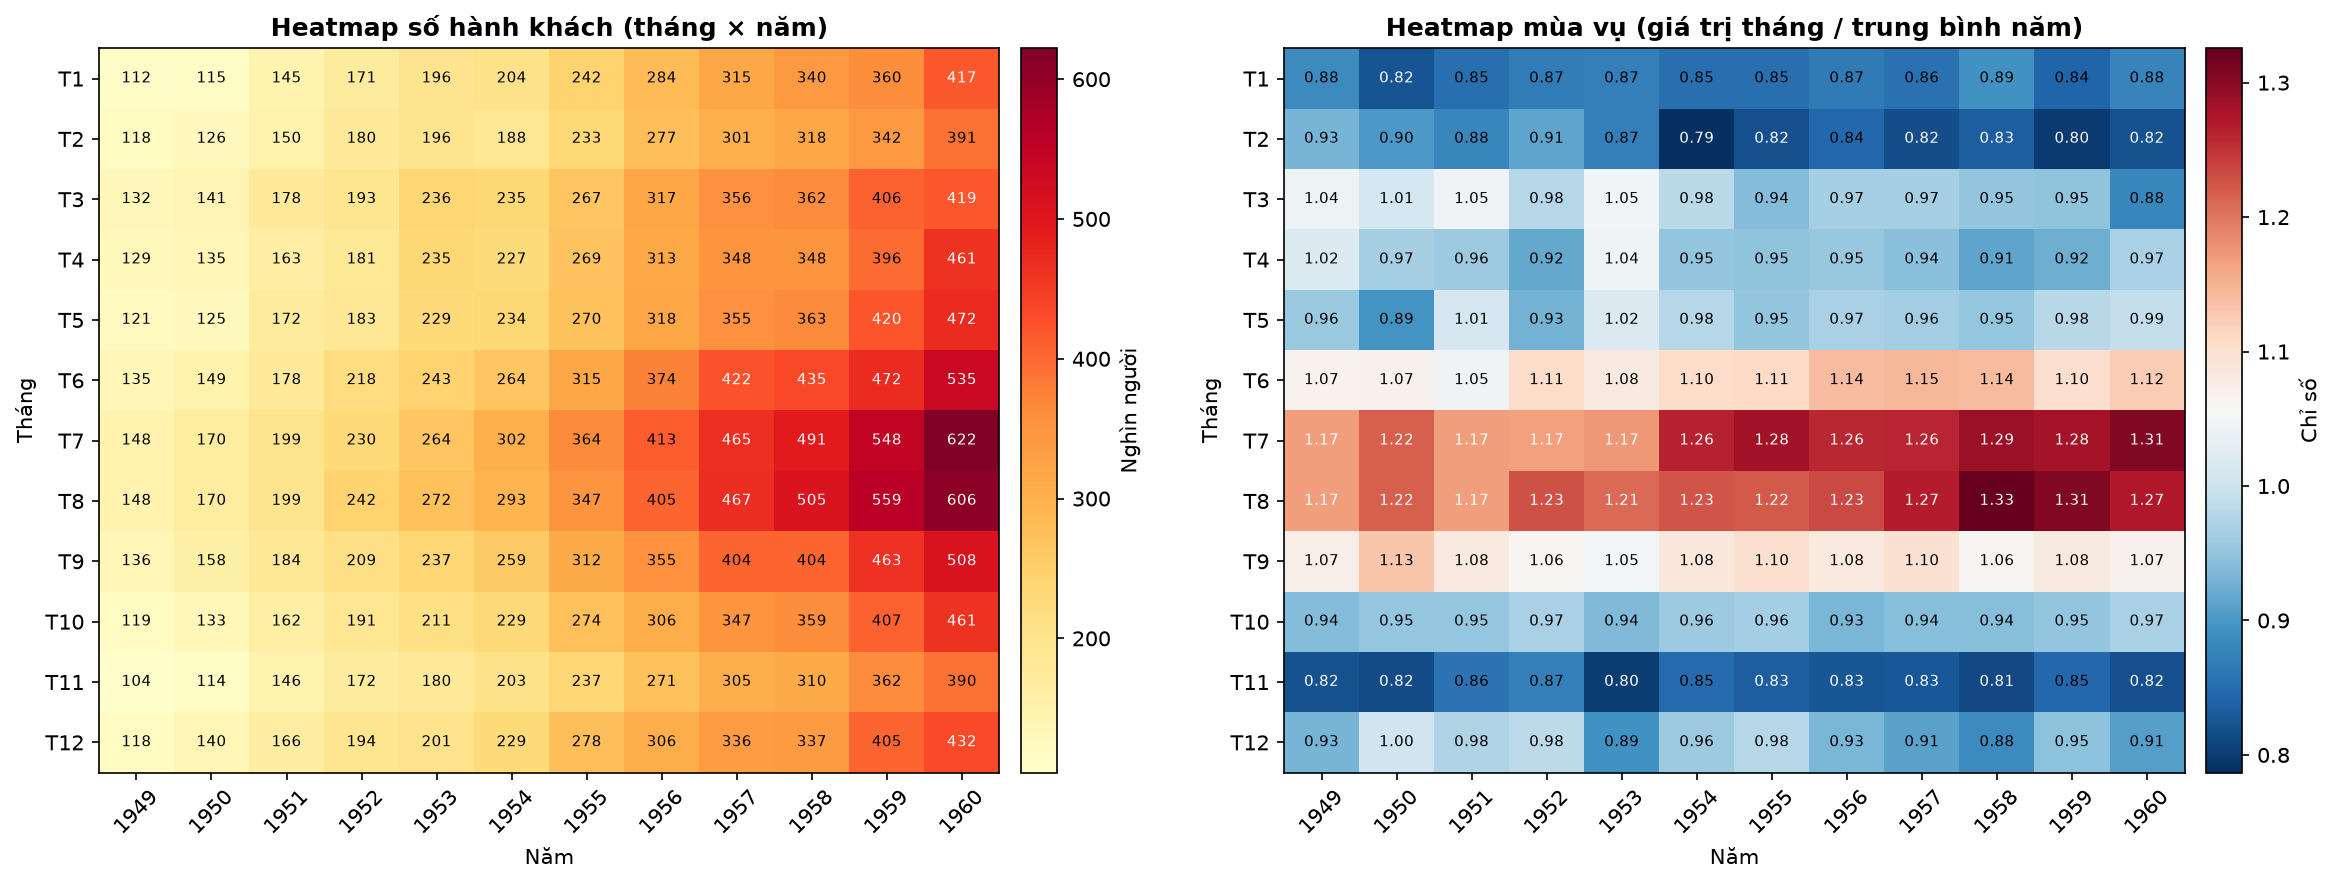 Heatmap số hành khách (tháng × năm)
T1 112 115 145 171 196 204 242 284 315 340 360 417
T2 118 126 150 180 196 188 233 277 301 318 342 391
T3 132 141 178 193 236 235 267 317 356 362 406 419
T4 129 135 163 181 235 227 269 313 348 348 396 461
T5 121 125 172 183 229 234 270 318 355 363 420 472
T6 135 149 178 218 243 264 315 374 422 435 472 535
T7 148 170 199 230 264 302 364 413 465 491 548 622
T8 148 170 199 242 272 293 347 405 467 505 559 606
T9 136 158 184 209 237 259 312 355 404 404 463 508
T10 119 133 162 191 211 229 274 306 347 359 407 461
T11 104 114 146 172 180 203 237 271 305 310 362 390
T12 118 140 166 194 201 229 278 306 336 337 405 432
1949 1950 1951 1952 1953 1954 1955 1956 1957 1958 1959 1960
Năm
Tháng
600
500
400
300
200
Nghìn người
Heatmap mùa vụ (giá trị tháng / trung bình năm)
T1 0.88 0.82 0.85 0.87 0.87 0.85 0.85 0.87 0.86 0.89 0.84 0.88
T2 0.93 0.90 0.88 0.91 0.87 0.79 0.82 0.84 0.82 0.83 0.80 0.82
T3 1.04 1.01 1.05 0.98 1.05 0.98 0.94 0.97 0.97 0.95 0.95 0.88
T4 1.02 0.97 0.96 0.92 1.04 0.95 0.95 0.95 0.94 0.91 0.92 0.97
T5 0.96 0.89 1.01 0.93 1.02 0.98 0.95 0.97 0.96 0.95 0.98 0.99
T6 1.07 1.07 1.05 1.11 1.08 1.10 1.11 1.14 1.15 1.14 1.10 1.12
T7 1.17 1.22 1.17 1.17 1.17 1.26 1.28 1.26 1.26 1.29 1.28 1.31
T8 1.17 1.22 1.17 1.23 1.21 1.23 1.22 1.23 1.27 1.33 1.31 1.27
T9 1.07 1.13 1.08 1.06 1.05 1.08 1.10 1.08 1.10 1.06 1.08 1.07
T10 0.94 0.95 0.95 0.97 0.94 0.96 0.96 0.93 0.94 0.94 0.95 0.97
T11 0.82 0.82 0.86 0.87 0.80 0.85 0.83 0.83 0.83 0.81 0.85 0.82
T12 0.93 1.00 0.98 0.98 0.89 0.96 0.98 0.93 0.91 0.88 0.95 0.91
1949 1950 1951 1952 1953 1954 1955 1956 1957 1958 1959 1960
Năm
Tháng
1.3
1.2
1.1
1.0
0.9
0.8
Chỉ số